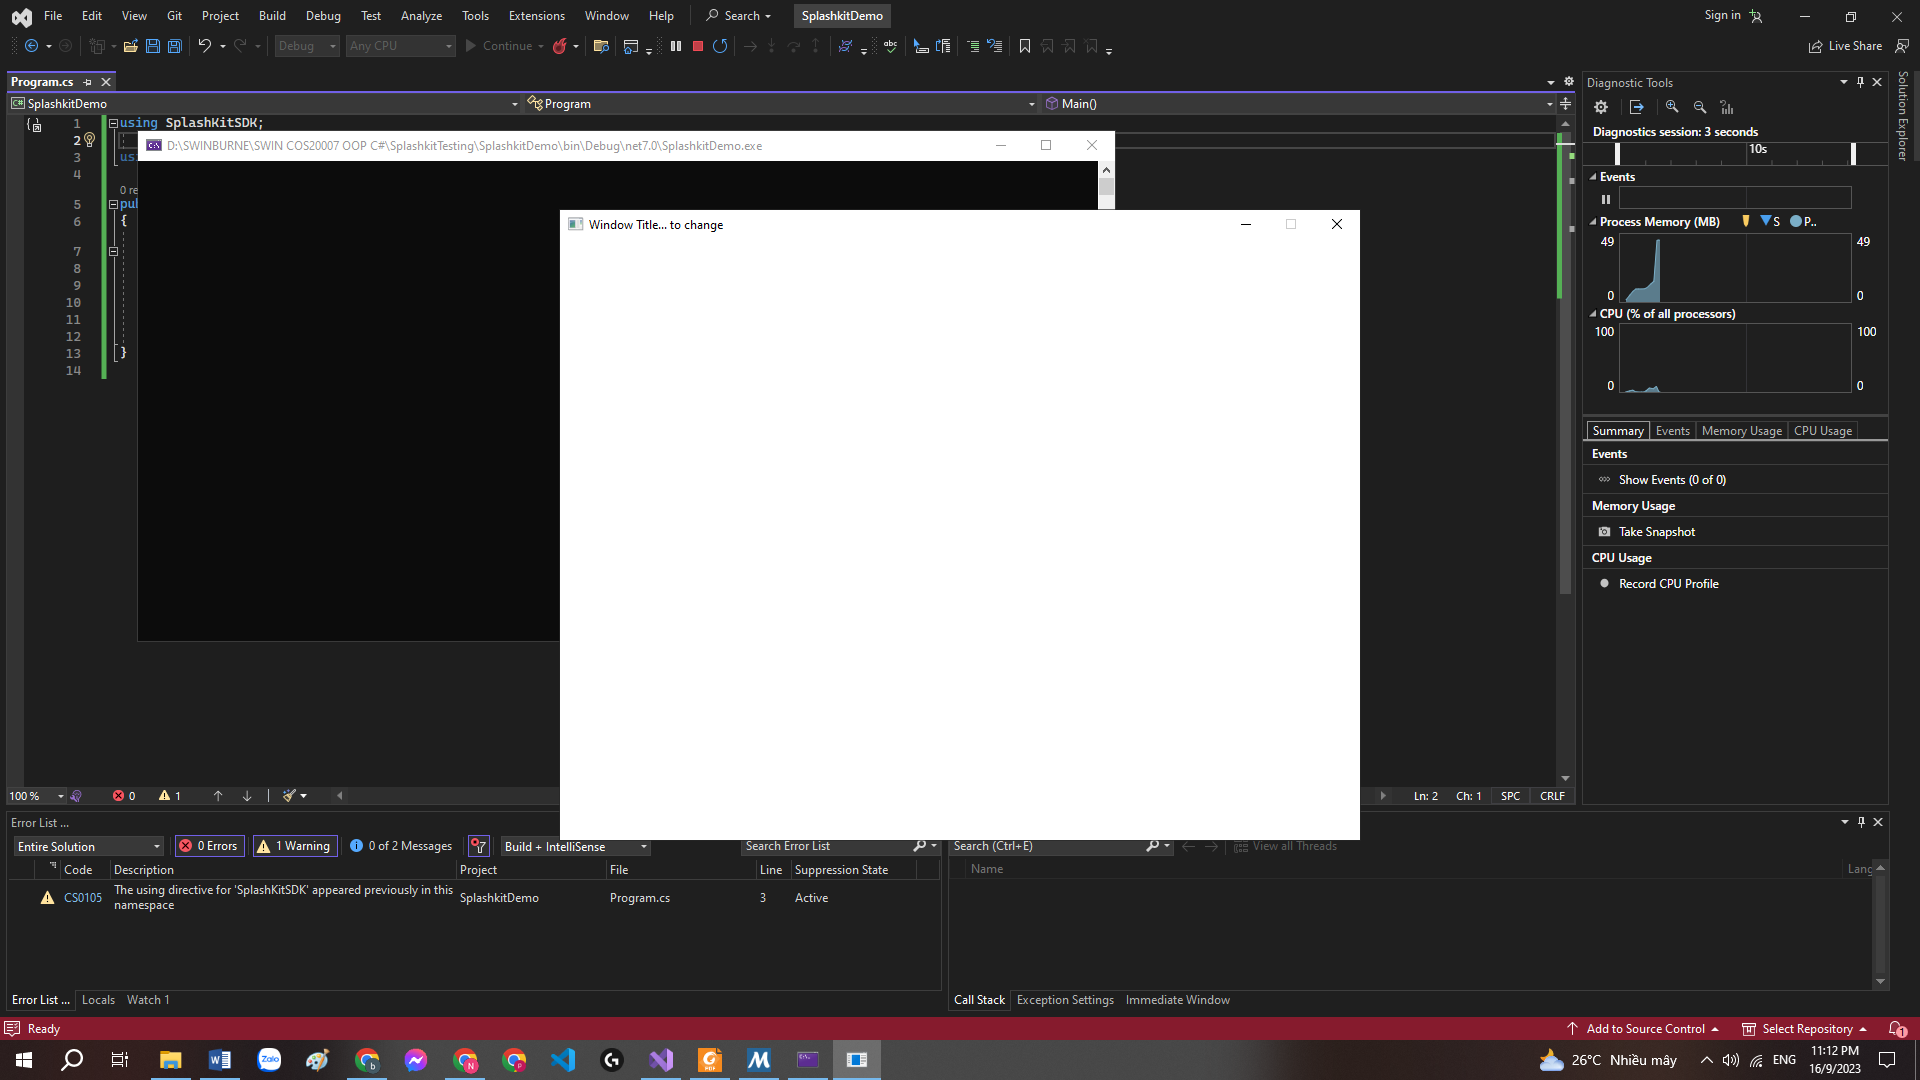 File Edit View Git Project Build Debug Test Analyze Tools Extensions Window Help Search SplashkitDemo Sign in
Debug Any CPU Continue Live Share
Program.cs
SplashkitDemo Program Main()
1 using SplashKitSDK;
2
3 us
4
0 re
5 pub
6 {
7
8
9
10
11
12
13 }
14
D:\SWINBURNE\SWIN COS20007 OOP C#\SplashkitTesting\SplashkitDemo\bin\Debug\net7.0\SplashkitDemo.exe
Window Title... to change
100 % 0 1 Ln: 2 Ch: 1 SPC CRLF
Diagnostic Tools
Diagnostics session: 3 seconds
10s
Events
Process Memory (MB) S P..
49 49
0 0
CPU (% of all processors)
100 100
0 0
Summary Events Memory Usage CPU Usage
Events
Show Events (0 of 0)
Memory Usage
Take Snapshot
CPU Usage
Record CPU Profile
Solution Explorer
Error List ...
Entire Solution 0 Errors 1 Warning 0 of 2 Messages Build + IntelliSense Search Error List
Code Description Project File Line Suppression State
CS0105 The using directive for 'SplashKitSDK' appeared previously in this namespace SplashkitDemo Program.cs 3 Active
Error List ... Locals Watch 1
Search (Ctrl+E) View all Threads
Name Lang
Call Stack Exception Settings Immediate Window
Ready Add to Source Control Select Repository 1
Zalo
26°C Nhiều mây ENG 11:12 PM
16/9/2023